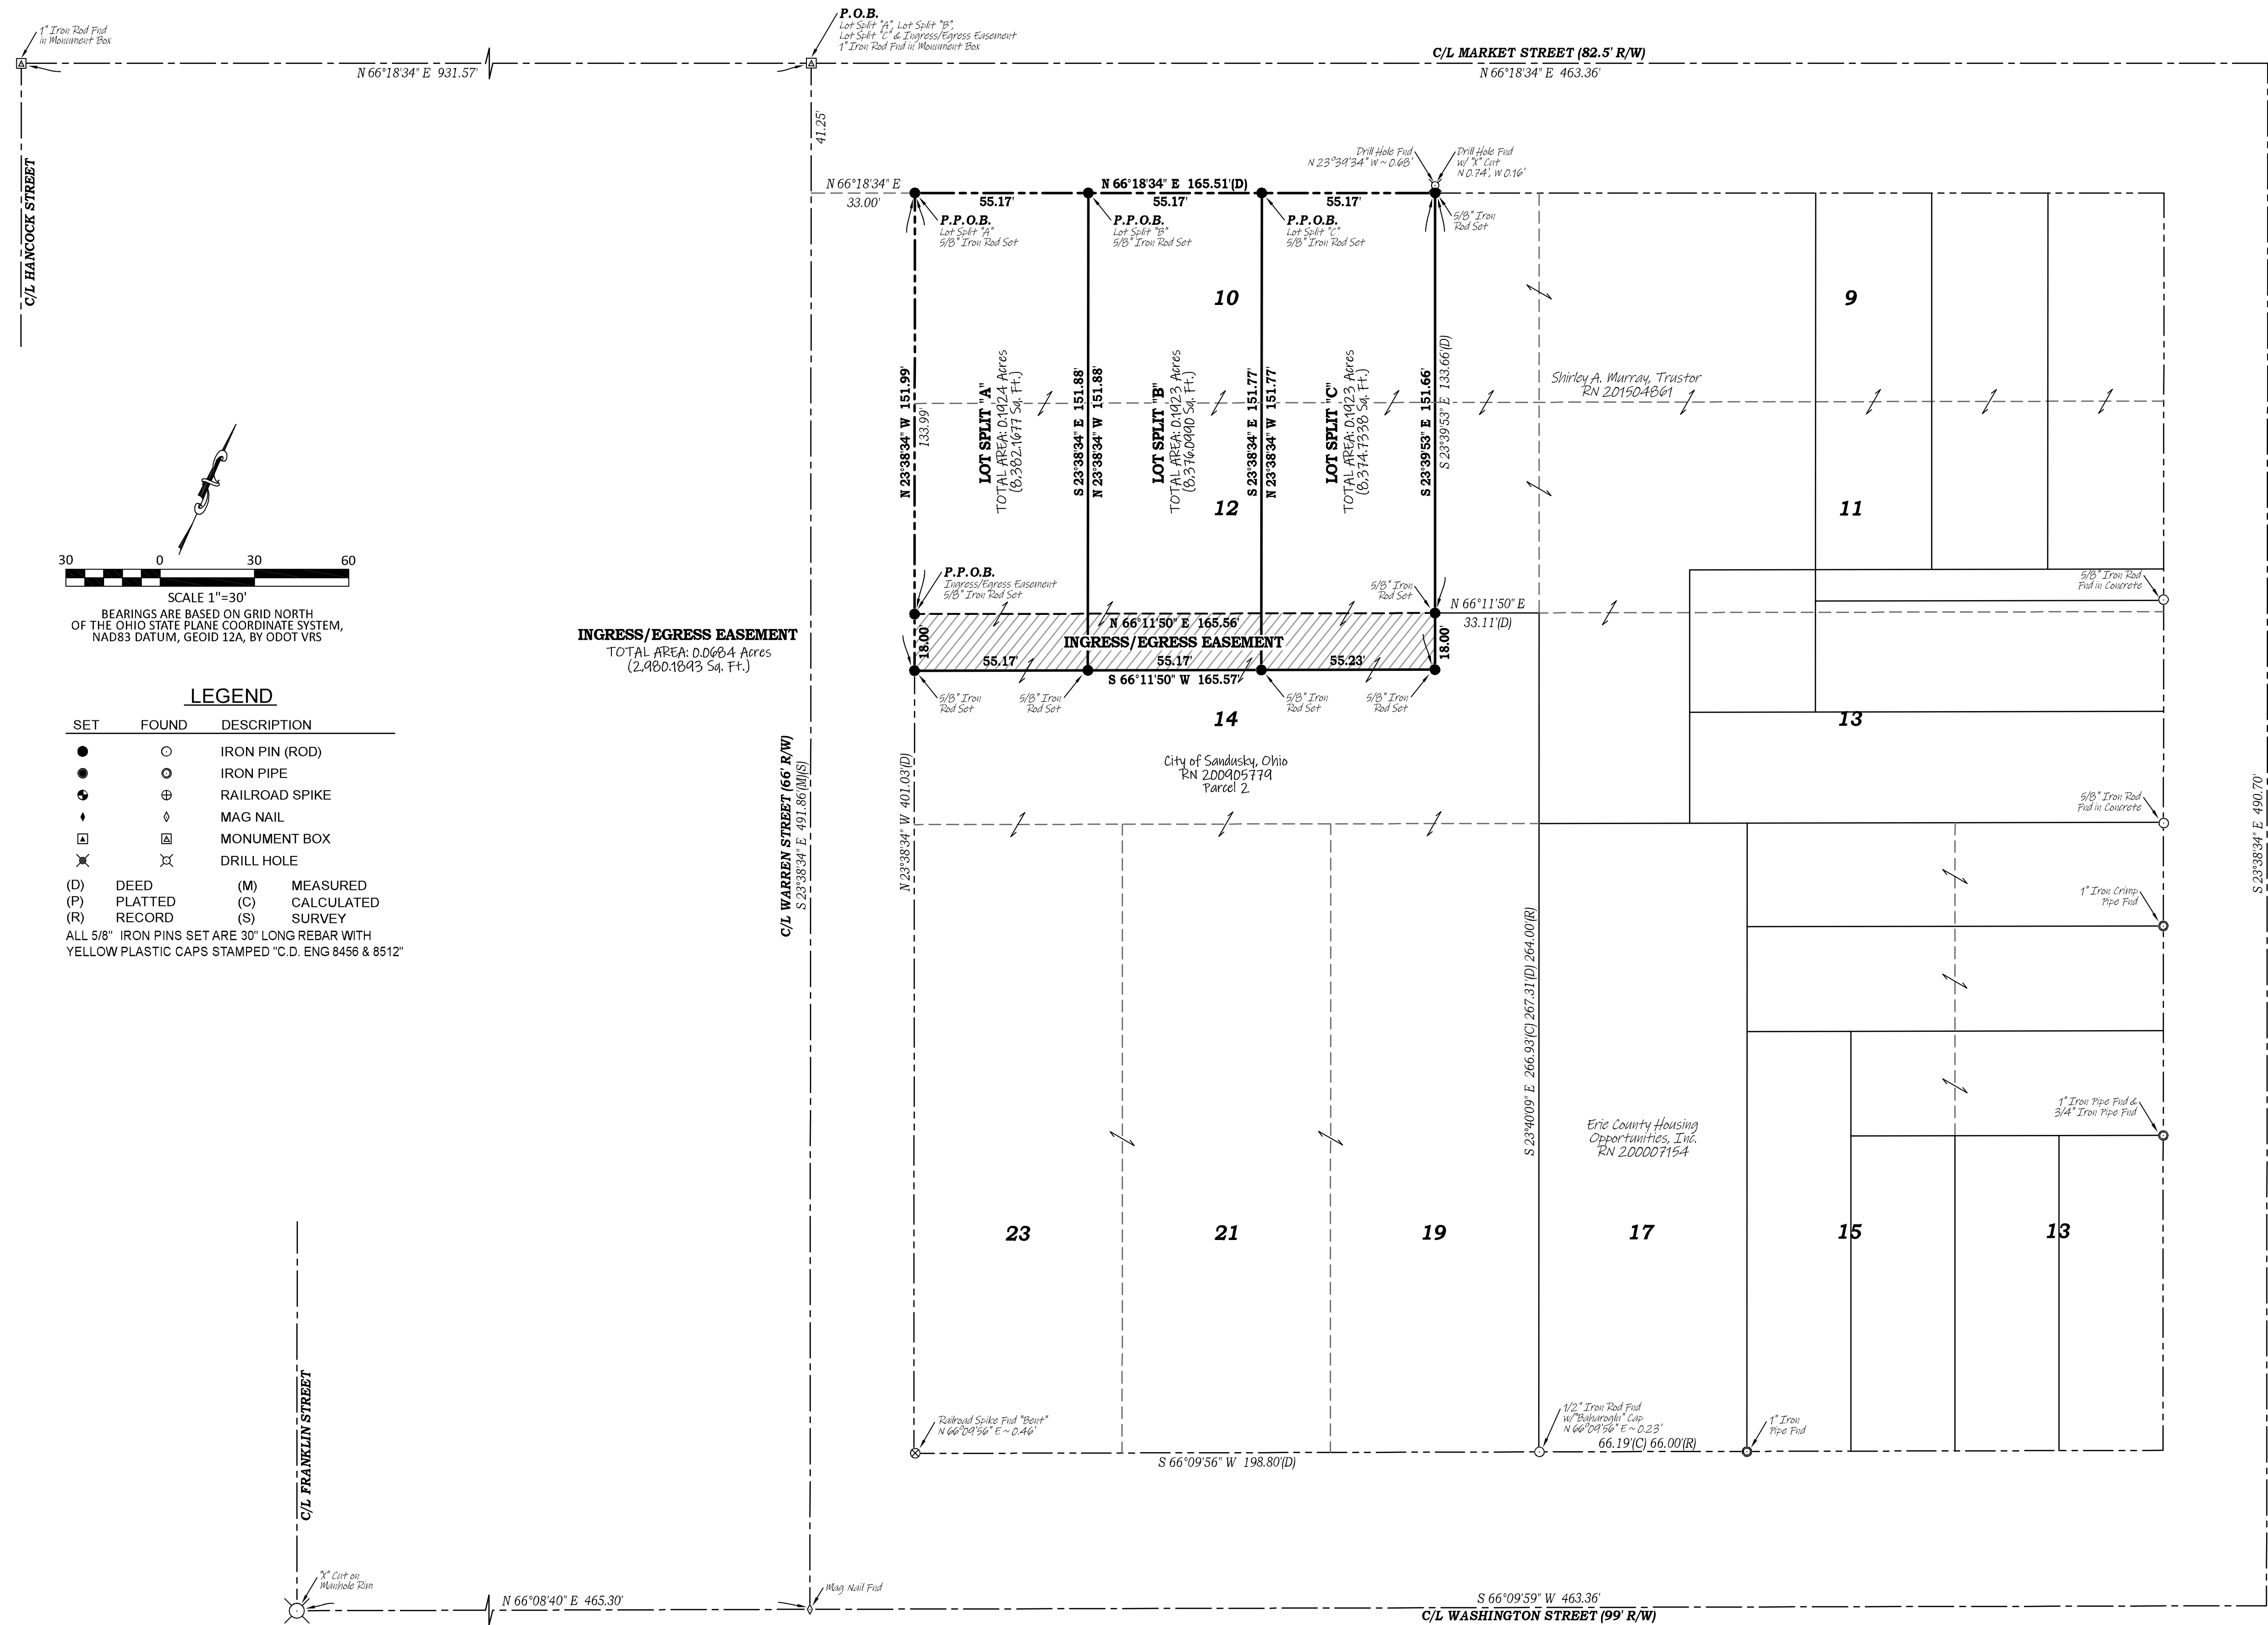 1" Iron Rod Fnd
in Monument Box
P.O.B.
Lot Split "A", Lot Split "B",
Lot Split "C" & Ingress/Egress Easement
1" Iron Rod Fnd in Monument Box
C/L MARKET STREET (82.5' R/W)
N 66°18'34" E 931.57'
N 66°18'34" E 463.36'
C/L HANCOCK STREET
41.25'
N 66°18'34" E
33.00'
Drill Hole Fnd
N 23°39'34" W ~ 0.68'
Drill Hole Fnd
w/ "X" Cut
N 0.74', W 0.16'
N 66°18'34" E 165.51'(D)
55.17'
55.17'
55.17'
P.P.O.B.
Lot Split "A"
5/8" Iron Rod Set
P.P.O.B.
Lot Split "B"
5/8" Iron Rod Set
P.P.O.B.
Lot Split "C"
5/8" Iron Rod Set
5/8" Iron
Rod Set
10
9
N 23°38'34" W 151.99'
133.99'
LOT SPLIT "A"
TOTAL AREA: 0.1924 Acres
(8,382.1677 Sq. Ft.)
S 23°38'34" E 151.88'
N 23°38'34" W 151.88'
LOT SPLIT "B"
TOTAL AREA: 0.1923 Acres
(8,376.0990 Sq. Ft.)
S 23°38'34" E 151.77'
N 23°38'34" W 151.77'
LOT SPLIT "C"
TOTAL AREA: 0.1923 Acres
(8,374.7338 Sq. Ft.)
S 23°39'53" E 151.66'
S 23°39'53" E 133.66'(D)
Shirley A. Murray, Trustor
RN 201504861
12
11
30 0 30 60
SCALE 1"=30'
BEARINGS ARE BASED ON GRID NORTH
OF THE OHIO STATE PLANE COORDINATE SYSTEM,
NAD83 DATUM, GEOID 12A, BY ODOT VRS
INGRESS/EGRESS EASEMENT
TOTAL AREA: 0.0684 Acres
(2,980.1893 Sq. Ft.)
P.P.O.B.
Ingress/Egress Easement
5/8" Iron Rod Set
5/8" Iron
Rod Set
N 66°11'50" E
33.11'(D)
5/8" Iron Rod
Fnd in Concrete
N 66°11'50" E 165.56'
INGRESS/EGRESS EASEMENT
18.00'
18.00'
55.17'
55.17'
55.23'
S 66°11'50" W 165.57'
5/8" Iron
Rod Set
5/8" Iron
Rod Set
5/8" Iron
Rod Set
5/8" Iron
Rod Set
14
13
City of Sandusky, Ohio
RN 200905779
Parcel 2
LEGEND
SET FOUND DESCRIPTION
IRON PIN (ROD)
IRON PIPE
RAILROAD SPIKE
MAG NAIL
MONUMENT BOX
DRILL HOLE
(D) DEED (M) MEASURED
(P) PLATTED (C) CALCULATED
(R) RECORD (S) SURVEY
ALL 5/8" IRON PINS SET ARE 30" LONG REBAR WITH
YELLOW PLASTIC CAPS STAMPED "C.D. ENG 8456 & 8512"
C/L WARREN STREET (66' R/W)
S 23°38'34" E 491.86'(M)(S)
N 23°38'34" W 401.03'(D)
5/8" Iron Rod
Fnd in Concrete
S 23°38'34" E 490.70'
1" Iron Crimp
Pipe Fnd
S 23°40'09" E 266.93'(C) 267.31'(D) 264.00'(R)
1" Iron Pipe Fnd &
3/4" Iron Pipe Fnd
Erie County Housing
Opportunities, Inc.
RN 200007154
23
21
19
17
15
13
C/L FRANKLIN STREET
Railroad Spike Fnd "Bent"
N 66°09'56" E ~ 0.46'
1/2" Iron Rod Fnd
w/"Baharoglu" Cap
N 66°09'56" E ~ 0.23'
1" Iron
Pipe Fnd
66.19'(C) 66.00'(R)
S 66°09'56" W 198.80'(D)
"X" Cut on
Manhole Rim
Mag Nail Fnd
N 66°08'40" E 465.30'
S 66°09'59" W 463.36'
C/L WASHINGTON STREET (99' R/W)